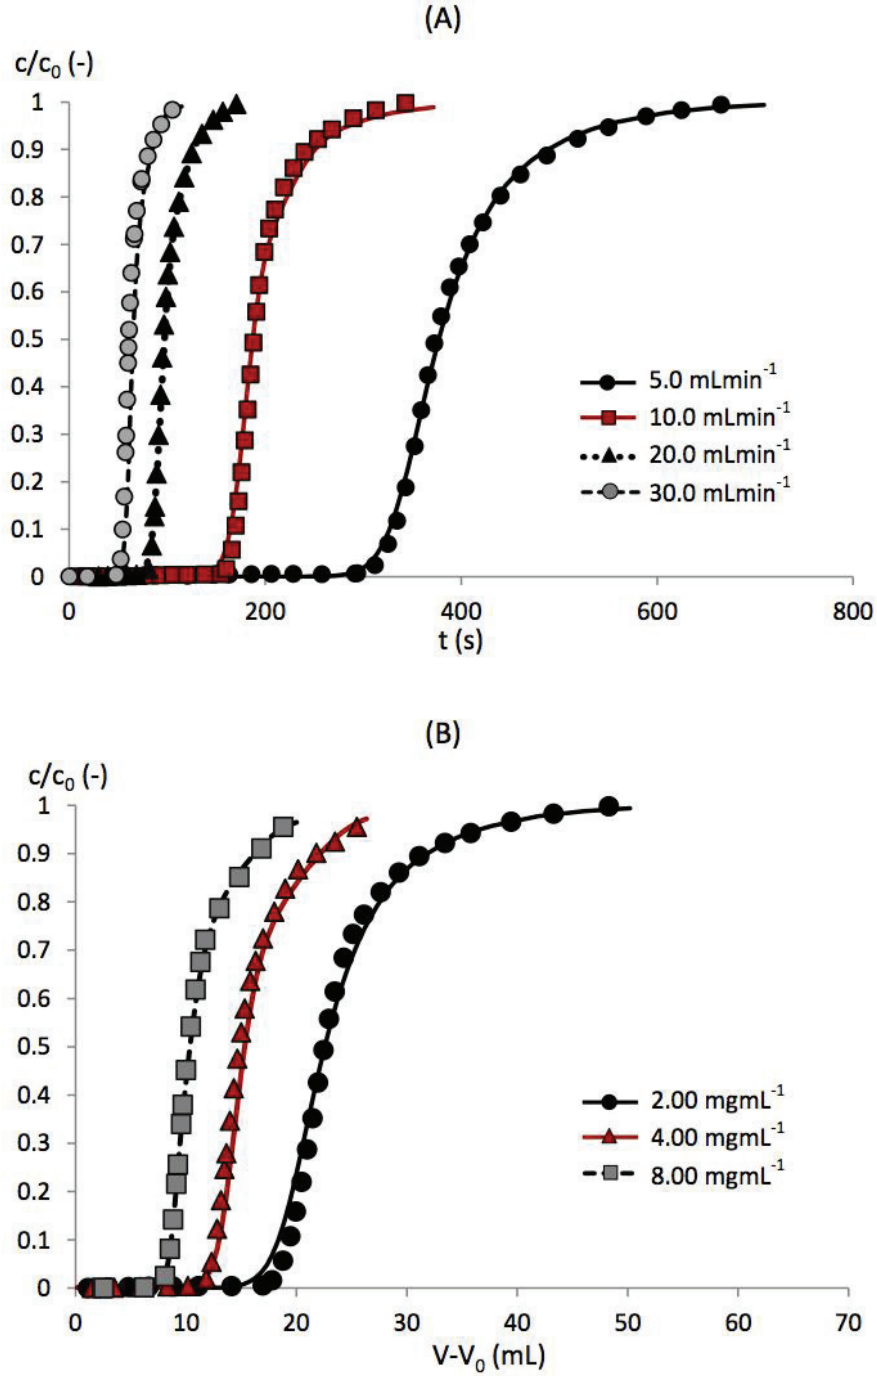 (A)
c/c₀ (-)
1
0.9
0.8
0.7
0.6
0.5
0.4
0.3
0.2
0.1
0
5.0 mLmin⁻¹
10.0 mLmin⁻¹
20.0 mLmin⁻¹
30.0 mLmin⁻¹
0 200 400 600 800
t (s)
(B)
c/c₀ (-)
1
0.9
0.8
0.7
0.6
0.5
0.4
0.3
0.2
0.1
0
2.00 mgmL⁻¹
4.00 mgmL⁻¹
8.00 mgmL⁻¹
0 10 20 30 40 50 60 70
V-V₀ (mL)